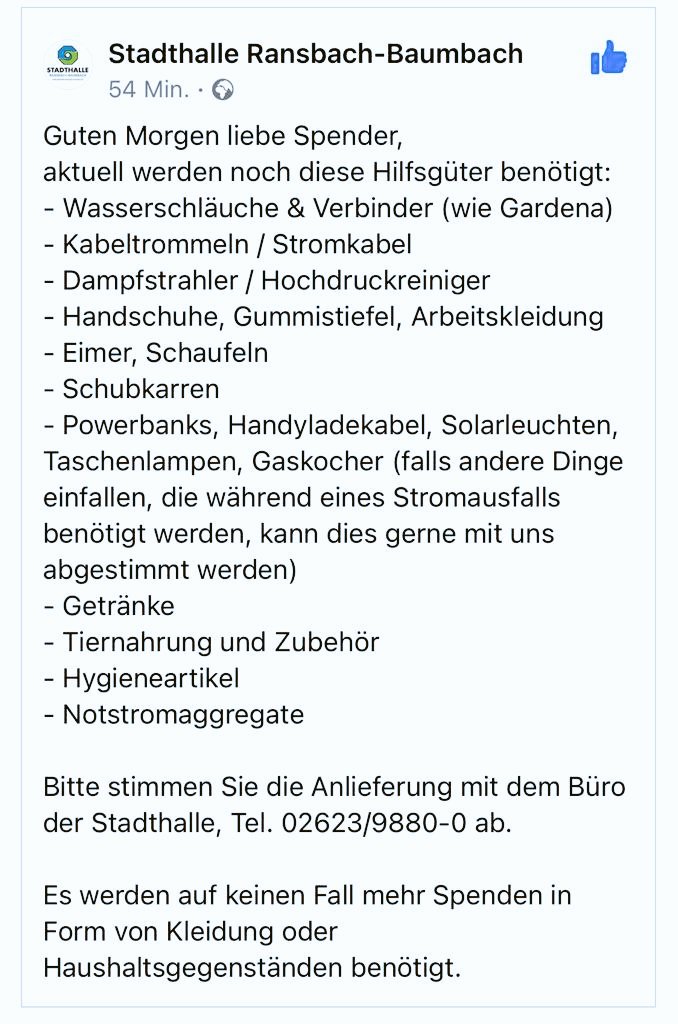 STADTHALLE
RANSBACH-BAUMBACH
Stadthalle Ransbach-Baumbach
54 Min. ·
Guten Morgen liebe Spender,
aktuell werden noch diese Hilfsgüter benötigt:
- Wasserschläuche & Verbinder (wie Gardena)
- Kabeltrommeln / Stromkabel
- Dampfstrahler / Hochdruckreiniger
- Handschuhe, Gummistiefel, Arbeitskleidung
- Eimer, Schaufeln
- Schubkarren
- Powerbanks, Handyladekabel, Solarleuchten,
Taschenlampen, Gaskocher (falls andere Dinge
einfallen, die während eines Stromausfalls
benötigt werden, kann dies gerne mit uns
abgestimmt werden)
- Getränke
- Tiernahrung und Zubehör
- Hygieneartikel
- Notstromaggregate
Bitte stimmen Sie die Anlieferung mit dem Büro
der Stadthalle, Tel. 02623/9880-0 ab.
Es werden auf keinen Fall mehr Spenden in
Form von Kleidung oder
Haushaltsgegenständen benötigt.